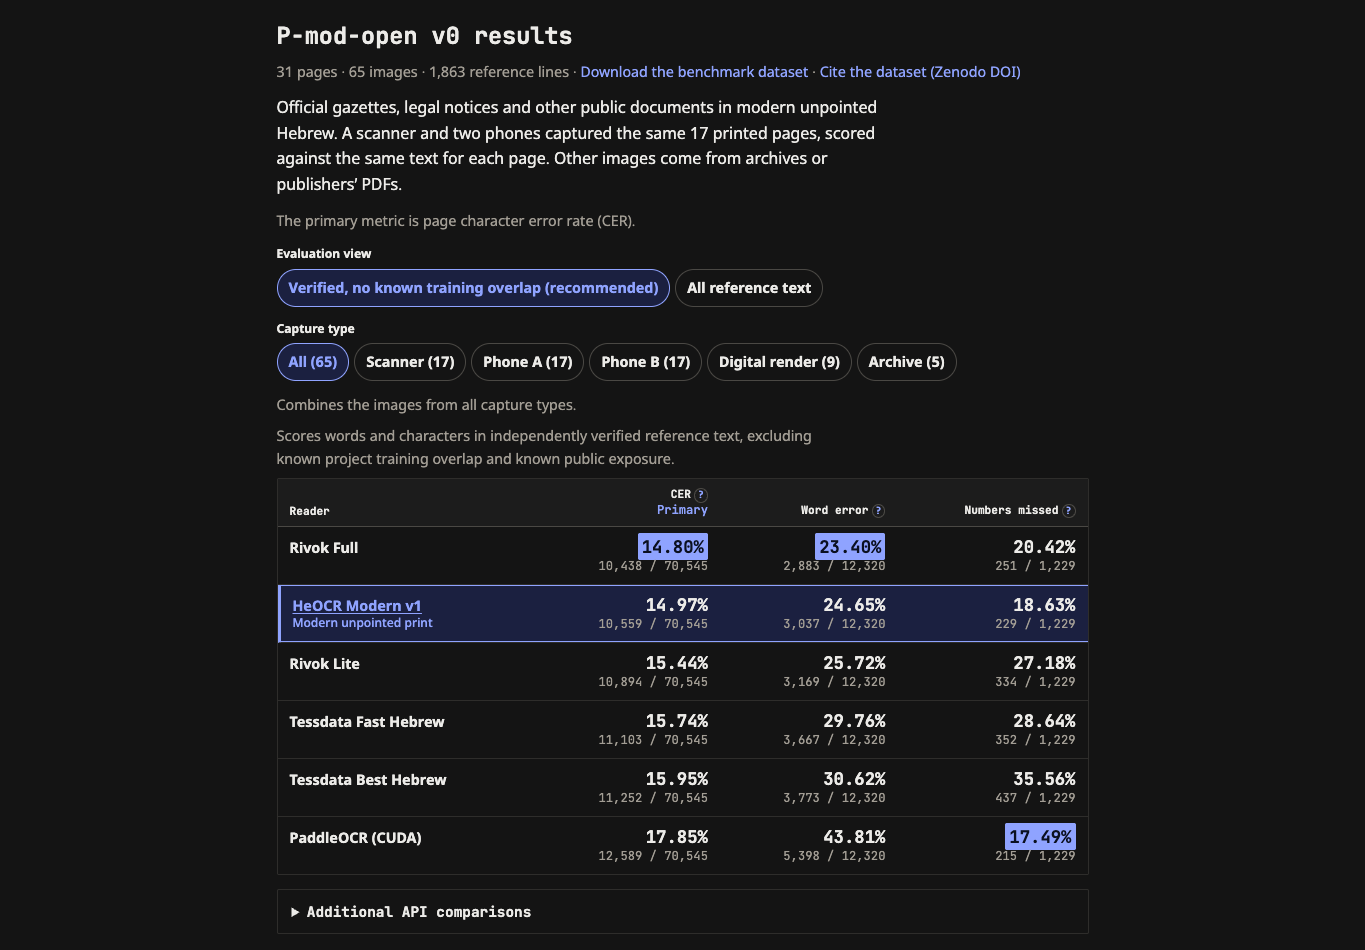 P-mod-open v0 results
31 pages · 65 images · 1,863 reference lines · Download the benchmark dataset · Cite the dataset (Zenodo DOI)
Official gazettes, legal notices and other public documents in modern unpointed
Hebrew. A scanner and two phones captured the same 17 printed pages, scored
against the same text for each page. Other images come from archives or
publishers’ PDFs.
The primary metric is page character error rate (CER).
Evaluation view
Verified, no known training overlap (recommended) All reference text
Capture type
All (65) Scanner (17) Phone A (17) Phone B (17) Digital render (9) Archive (5)
Combines the images from all capture types.
Scores words and characters in independently verified reference text, excluding
known project training overlap and known public exposure.
CER ?
Reader Primary Word error ? Numbers missed ?
Rivok Full 14.80% 23.40% 20.42%
10,438 / 70,545 2,883 / 12,320 251 / 1,229
HeOCR Modern v1 14.97% 24.65% 18.63%
Modern unpointed print 10,559 / 70,545 3,037 / 12,320 229 / 1,229
Rivok Lite 15.44% 25.72% 27.18%
10,894 / 70,545 3,169 / 12,320 334 / 1,229
Tessdata Fast Hebrew 15.74% 29.76% 28.64%
11,103 / 70,545 3,667 / 12,320 352 / 1,229
Tessdata Best Hebrew 15.95% 30.62% 35.56%
11,252 / 70,545 3,773 / 12,320 437 / 1,229
PaddleOCR (CUDA) 17.85% 43.81% 17.49%
12,589 / 70,545 5,398 / 12,320 215 / 1,229
▶ Additional API comparisons